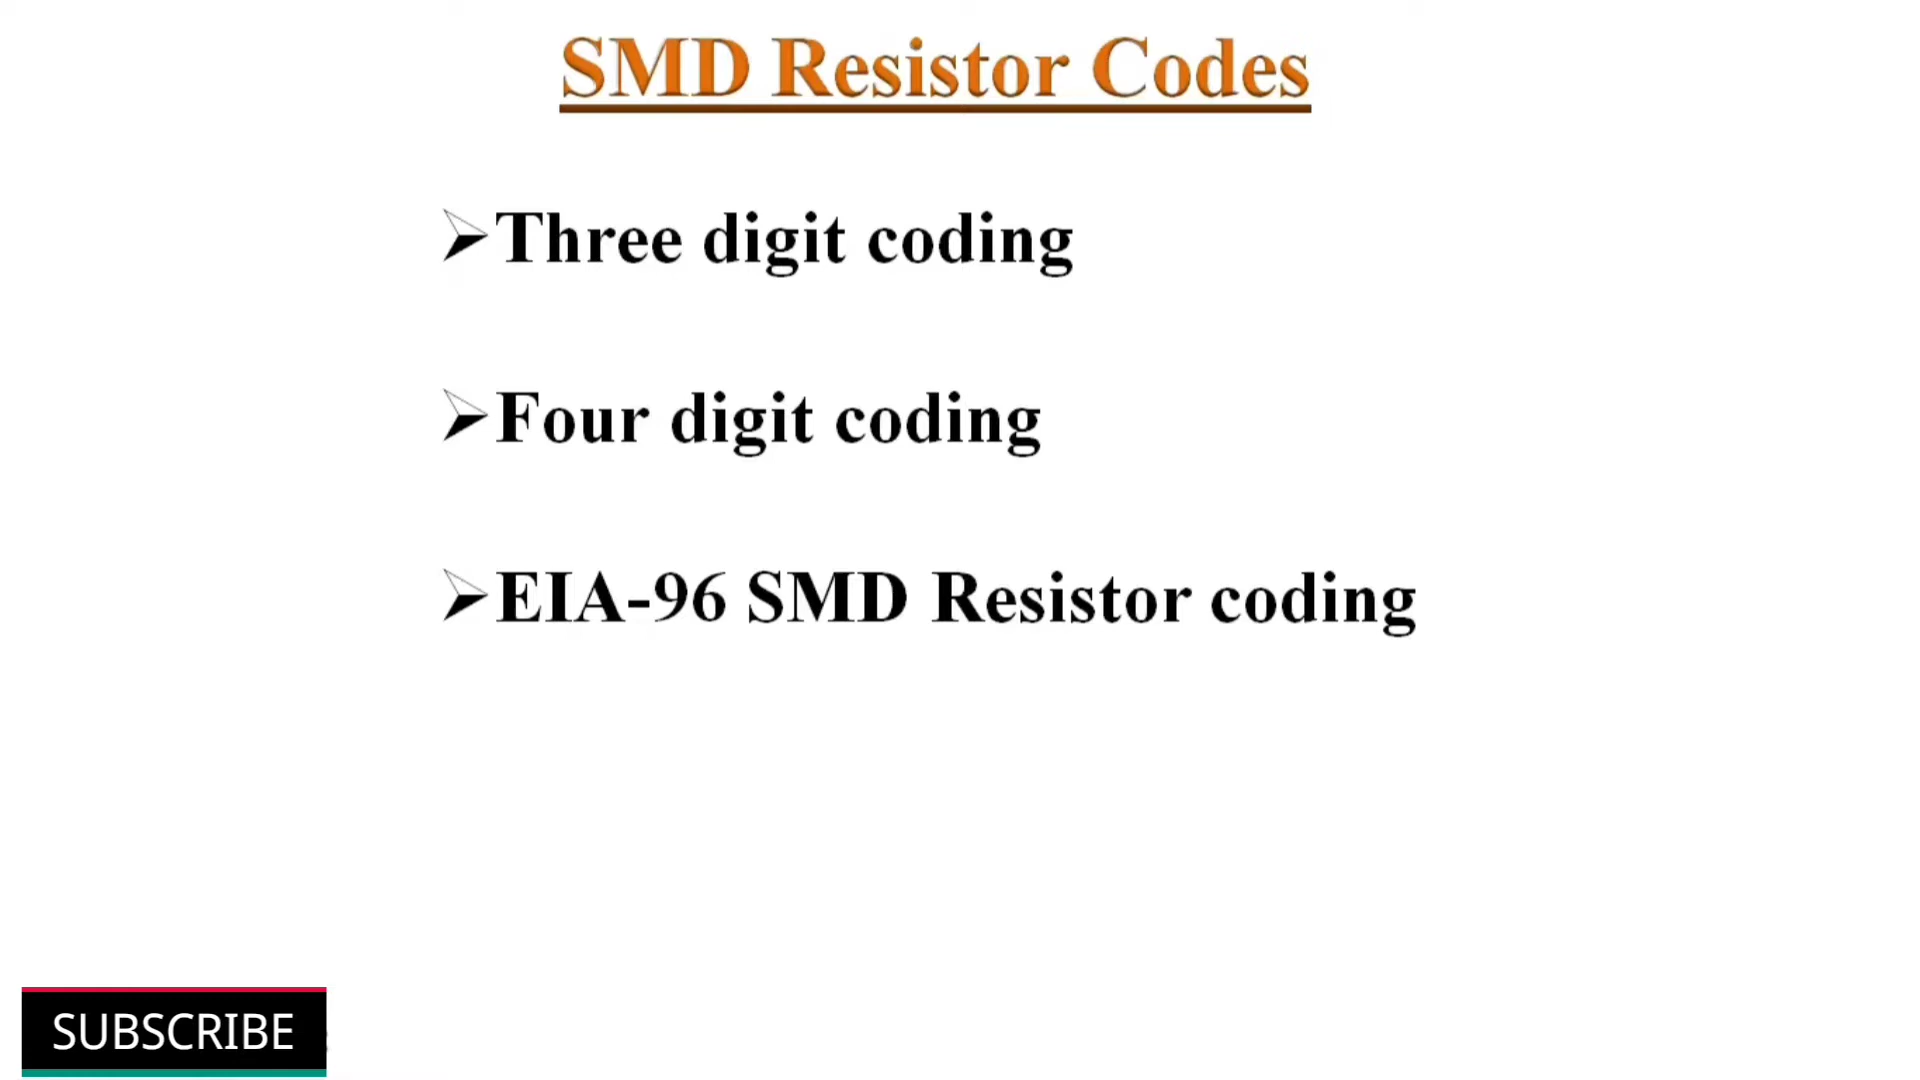 SMD Resistor Codes
➢Three digit coding
➢Four digit coding
➢EIA-96 SMD Resistor coding
SUBSCRIBE